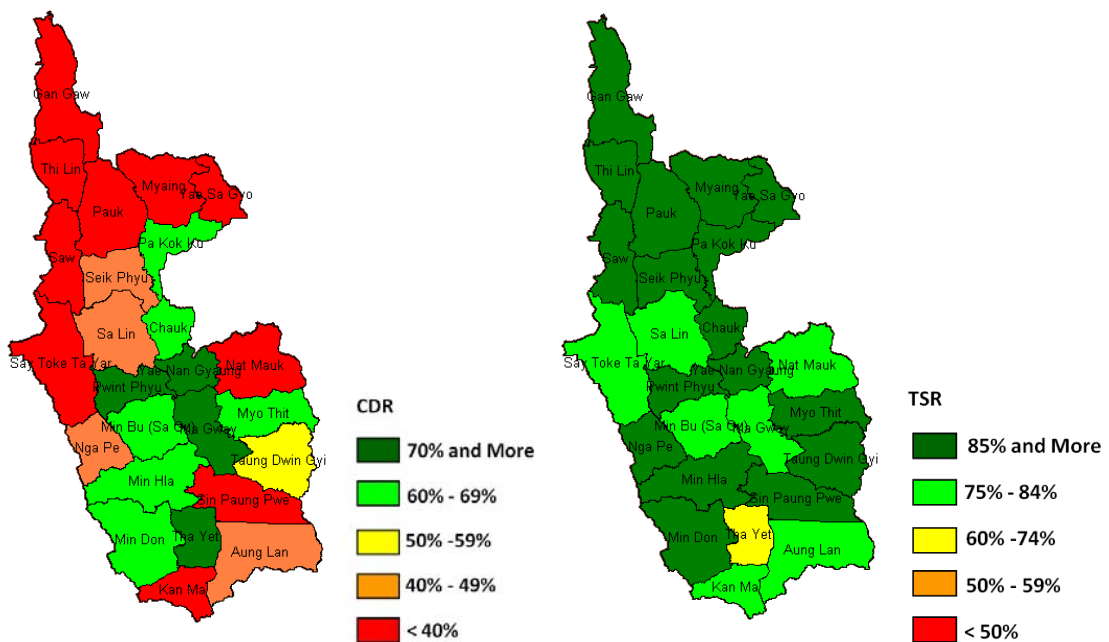 Gan Gaw
Thi Lin
Myaing
Yae Sa Gyo
Pauk
Pa Kok Ku
Saw
Seik Phyu
Sa Lin
Chauk
Say Toke Ta Yar
Yae Nan Gyaung
Nat Mauk
Pwint Phyu
Myo Thit
Min Bu (Sa Ku)
Ma Gway
Nga Pe
Taung Dwin Gyi
Min Hla
Sin Paung Pwe
Min Don
Tha Yet
Aung Lan
Kan Ma
CDR
70% and More
60% - 69%
50% -59%
40% - 49%
< 40%
Gan Gaw
Thi Lin
Myaing
Yae Sa Gyo
Pauk
Pa Kok Ku
Saw
Seik Phyu
Sa Lin
Chauk
Say Toke Ta Yar
Yae Nan Gyaung
Nat Mauk
Pwint Phyu
Myo Thit
Min Bu (Sa Ku)
Ma Gway
Nga Pe
Taung Dwin Gyi
Min Hla
Sin Paung Pwe
Min Don
Tha Yet
Aung Lan
Kan Ma
TSR
85% and More
75% - 84%
60% -74%
50% - 59%
< 50%